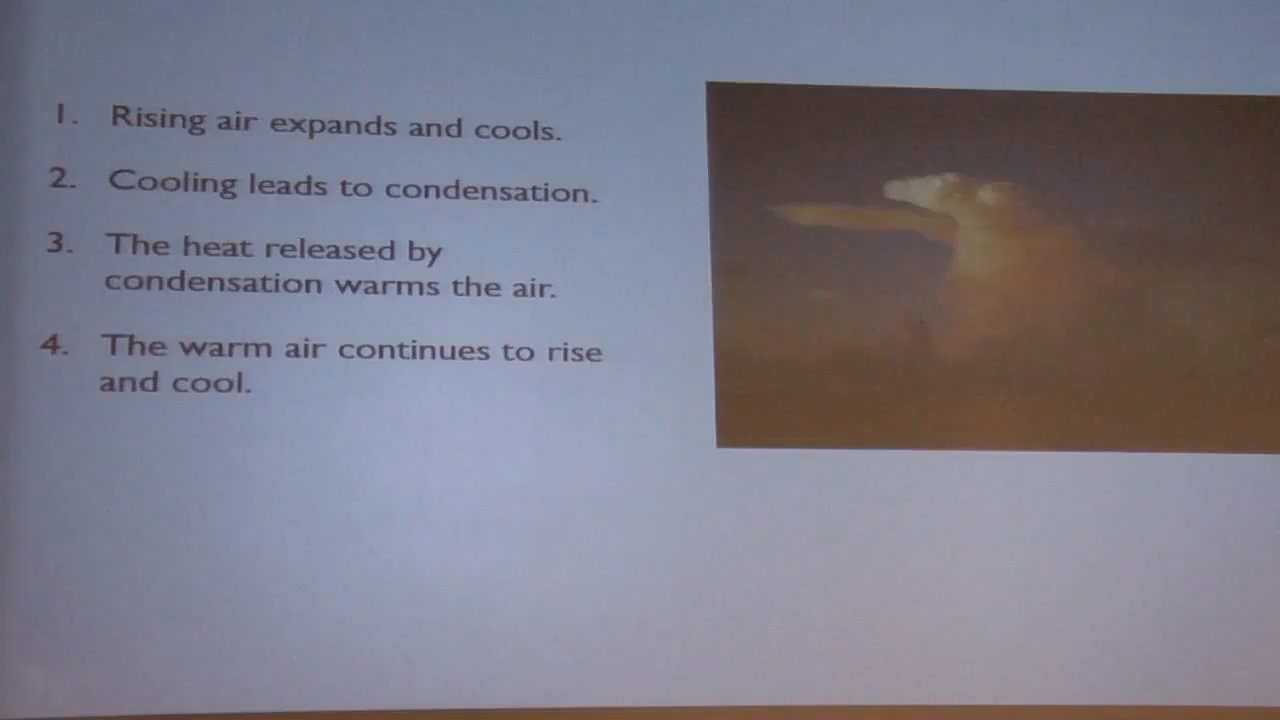 1. Rising air expands and cools.
2. Cooling leads to condensation.
3. The heat released by
condensation warms the air.
4. The warm air continues to rise
and cool.